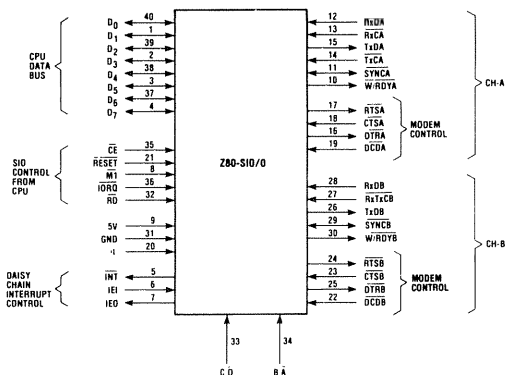 D0 40
D1 1
D2 39
D3 2
D4 38
D5 3
D6 37
D7 4
CPU
DATA
BUS
CE 35
RESET 21
M1 8
IORQ 36
RD 32
SIO
CONTROL
FROM
CPU
5V 9
GND 31
20
INT 5
IEI 6
IEO 7
DAISY
CHAIN
INTERRUPT
CONTROL
Z80-SIO/0
12 RxDA
13 RxCA
15 TxDA
14 TxCA
11 SYNCA
10 W/RDYA
17 RTSA
18 CTSA
16 DTRA
19 DCDA
MODEM
CONTROL
CH-A
28 RxDB
27 RxTxCB
26 TxDB
29 SYNCB
30 W/RDYB
24 RTSB
23 CTSB
25 DTRB
22 DCDB
MODEM
CONTROL
CH-B
33
34
C D
B A